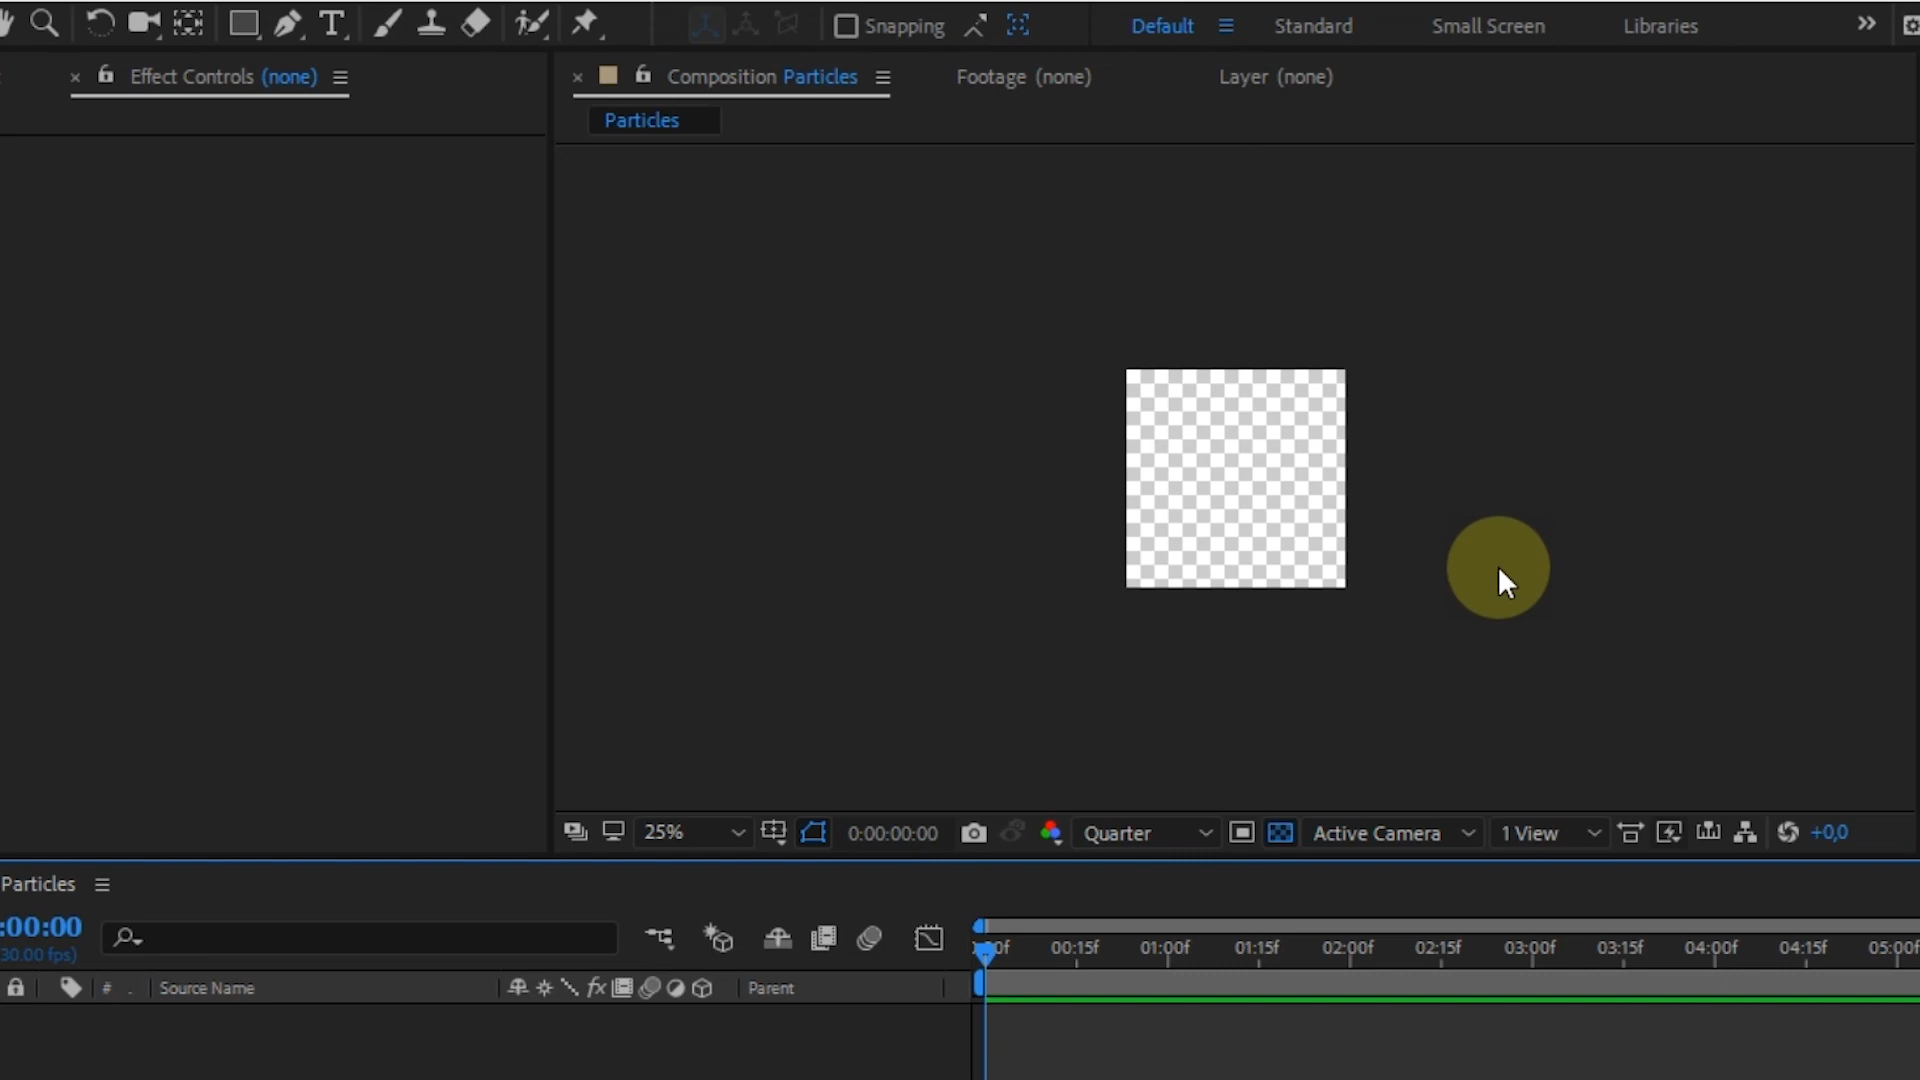 Snapping
Default
Standard
Small Screen
Libraries
Effect Controls (none)
Composition Particles
Footage (none)
Layer (none)
Particles
25%
0:00:00:00
Quarter
Active Camera
1 View
+0,0
Particles
:00:00
30.00 fps)
00:15f
01:00f
01:15f
02:00f
02:15f
03:00f
03:15f
04:00f
04:15f
05:00f
#
Source Name
fx
Parent